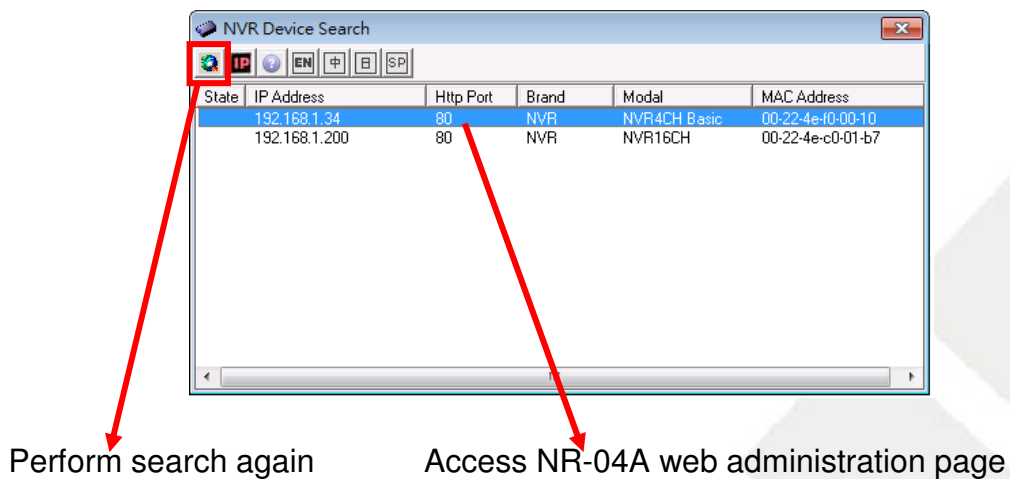 NVR Device Search
IP EN 中 日 SP
State IP Address Http Port Brand Modal MAC Address
192.168.1.34 80 NVR NVR4CH Basic 00-22-4e-f0-00-10
192.168.1.200 80 NVR NVR16CH 00-22-4e-c0-01-b7
Perform search again Access NR-04A web administration page